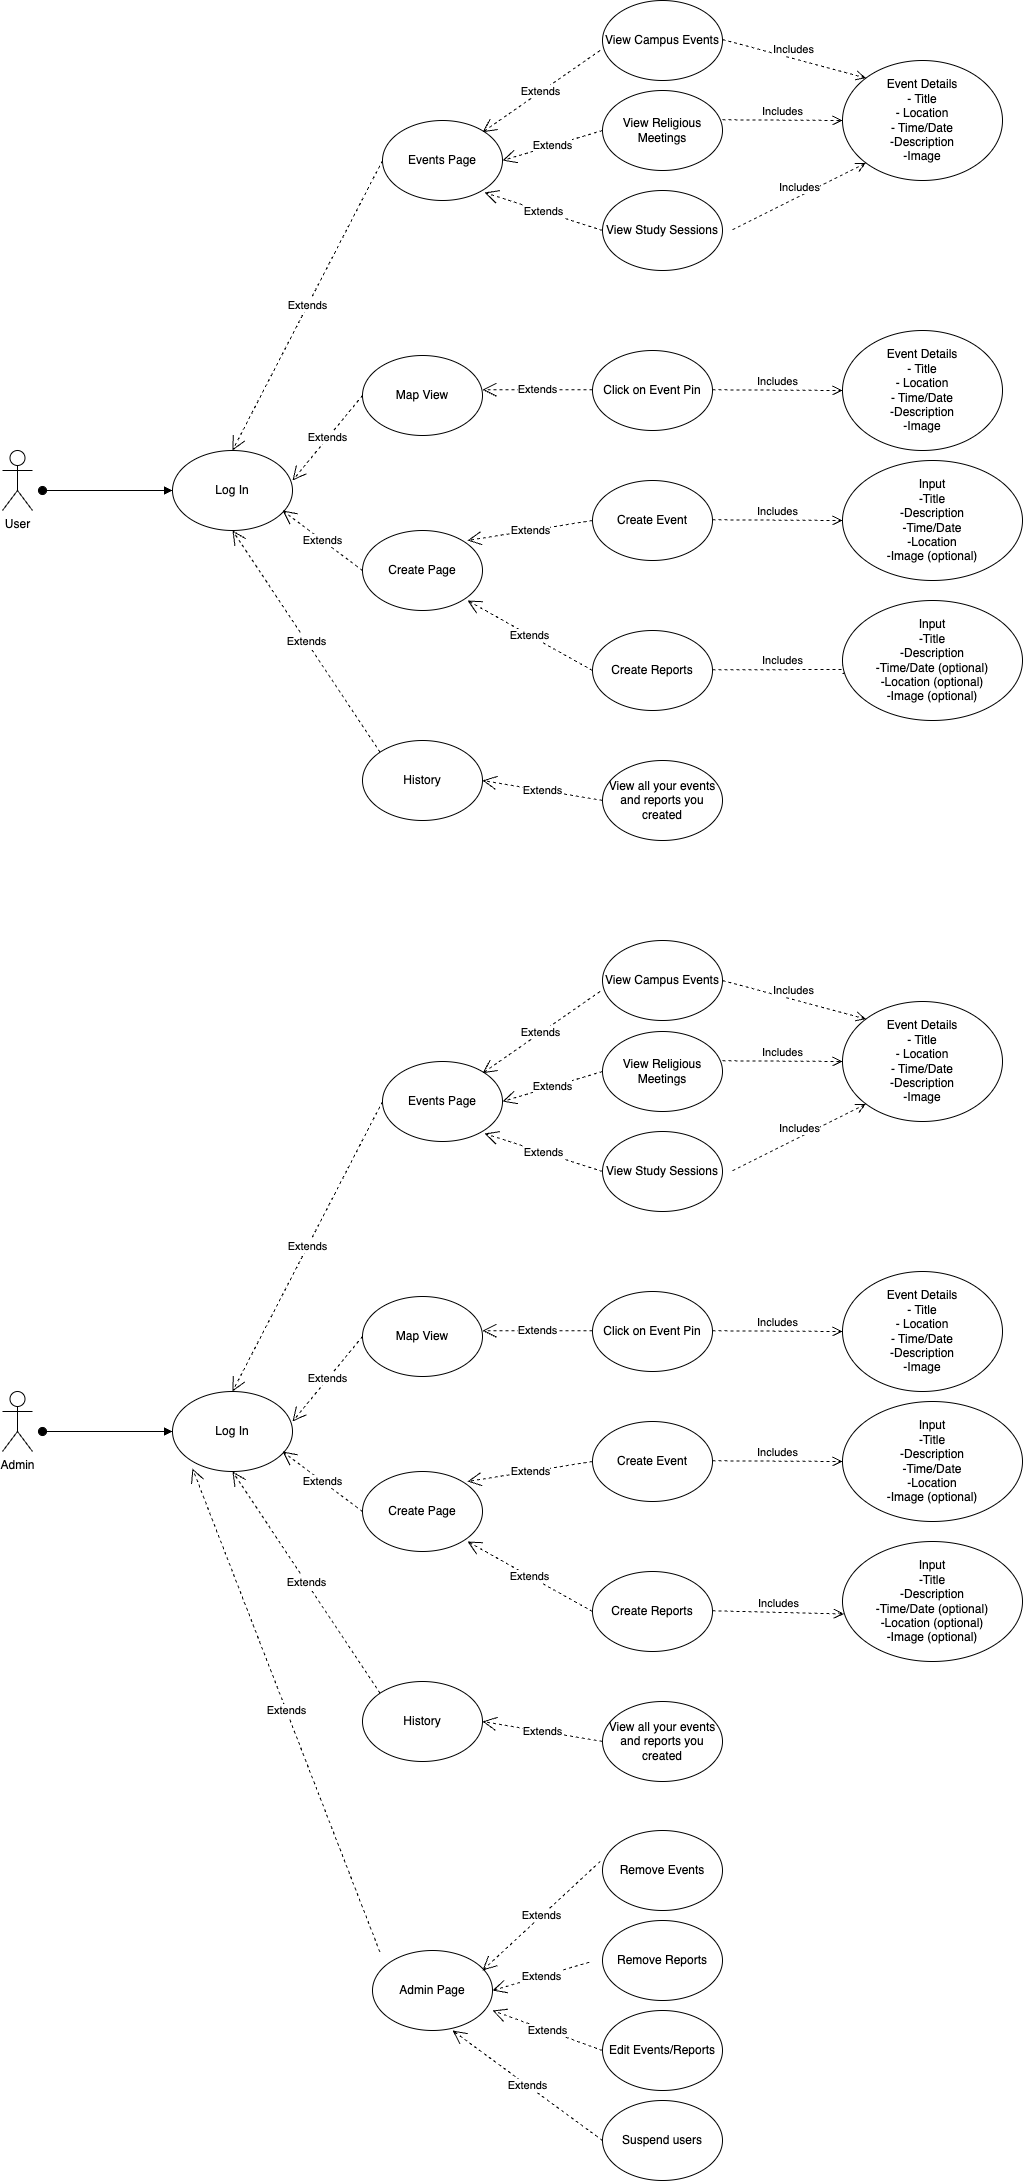 View Campus Events
Includes
Event Details
- Title
- Location
- Time/Date
-Description
-Image
Extends
View Religious
Meetings
Includes
Events Page
Extends
Includes
Extends
View Study Sessions
Extends
Event Details
- Title
- Location
- Time/Date
-Description
-Image
Map View
Extends
Click on Event Pin
Includes
Extends
User
Log In
Input
-Title
-Description
-Time/Date
-Location
-Image (optional)
Includes
Create Event
Extends
Extends
Create Page
Input
-Title
-Description
-Time/Date (optional)
-Location (optional)
-Image (optional)
Extends
Extends
Create Reports
Includes
History
Extends
View all your events
and reports you
created
View Campus Events
Includes
Event Details
- Title
- Location
- Time/Date
-Description
-Image
Extends
View Religious
Meetings
Includes
Events Page
Extends
Includes
Extends
View Study Sessions
Extends
Event Details
- Title
- Location
- Time/Date
-Description
-Image
Map View
Extends
Click on Event Pin
Includes
Extends
Admin
Log In
Input
-Title
-Description
-Time/Date
-Location
-Image (optional)
Includes
Create Event
Extends
Extends
Create Page
Input
-Title
-Description
-Time/Date (optional)
-Location (optional)
-Image (optional)
Extends
Extends
Create Reports
Includes
Extends
History
Extends
View all your events
and reports you
created
Remove Events
Extends
Remove Reports
Extends
Admin Page
Extends
Edit Events/Reports
Extends
Suspend users